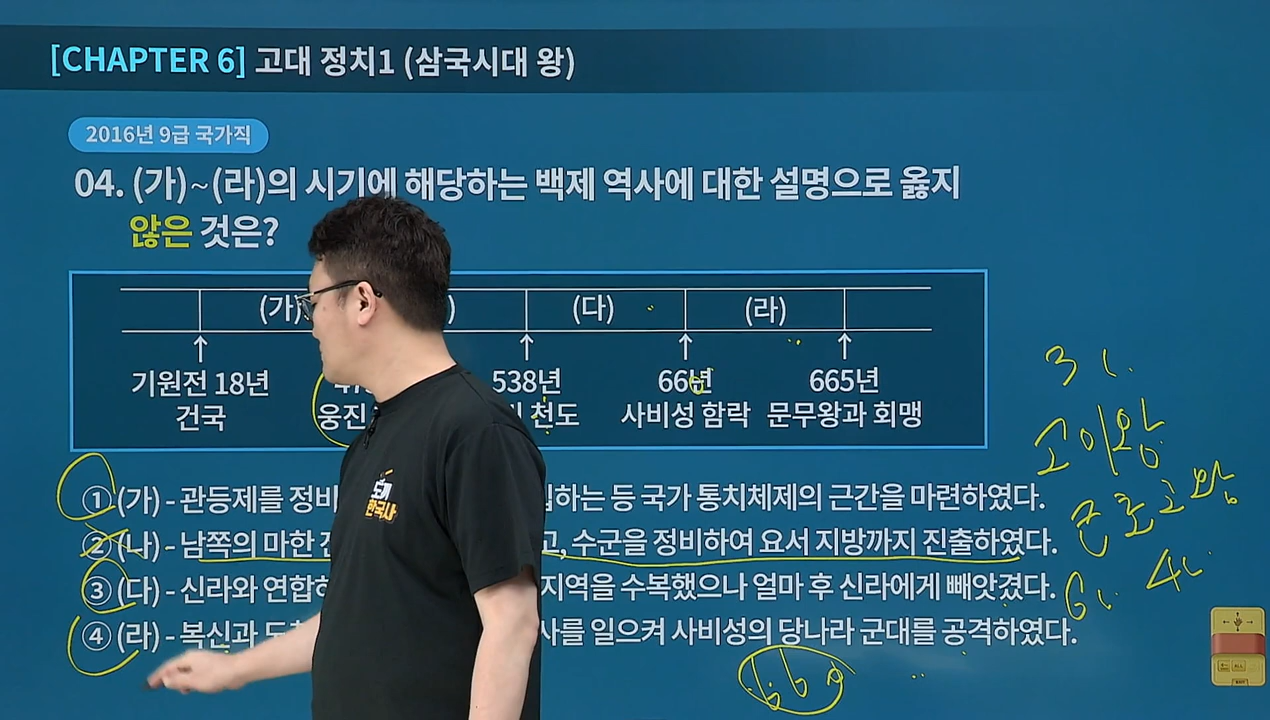 [CHAPTER 6] 고대 정치1 (삼국시대 왕)
2016년 9급 국가직
04. (가)~(라)의 시기에 해당하는 백제 역사에 대한 설명으로 옳지
않은 것은?
(가) ) (다) (라)
기원전 18년 538년 66년 665년
건국 웅진 천도 사비성 함락 문무왕과 회맹
① (가) - 관등제를 정비 하는 등 국가 통치체제의 근간을 마련하였다.
② (나) - 남쪽의 마한 고, 수군을 정비하여 요서 지방까지 진출하였다.
③ (다) - 신라와 연합하 지역을 수복했으나 얼마 후 신라에게 빼앗겼다.
④ (라) - 복신과 도 사를 일으켜 사비성의 당나라 군대를 공격하였다.
3C.
고이왕
근초고왕
6C. 4C.
660
한국사